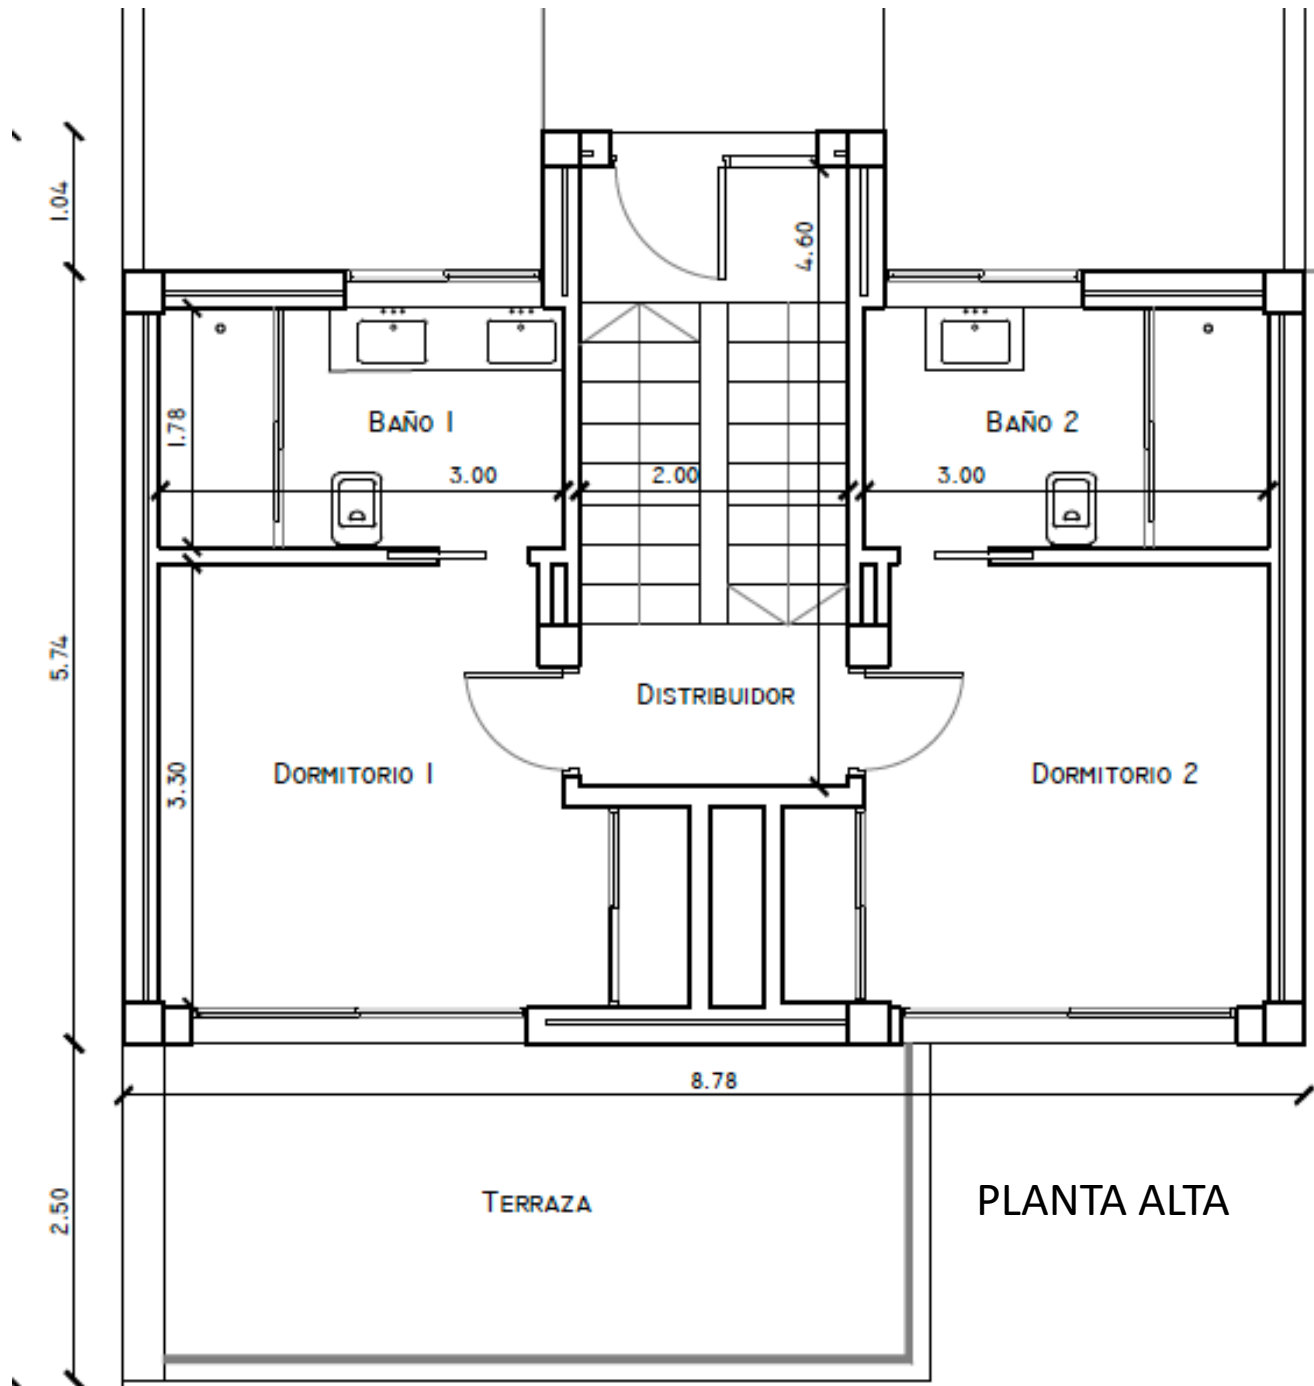 1.04
4.60
1.78
BAÑO 1
BAÑO 2
3.00
2.00
3.00
5.74
DISTRIBUIDOR
3.30
DORMITORIO 1
DORMITORIO 2
8.78
2.50
TERRAZA
PLANTA ALTA